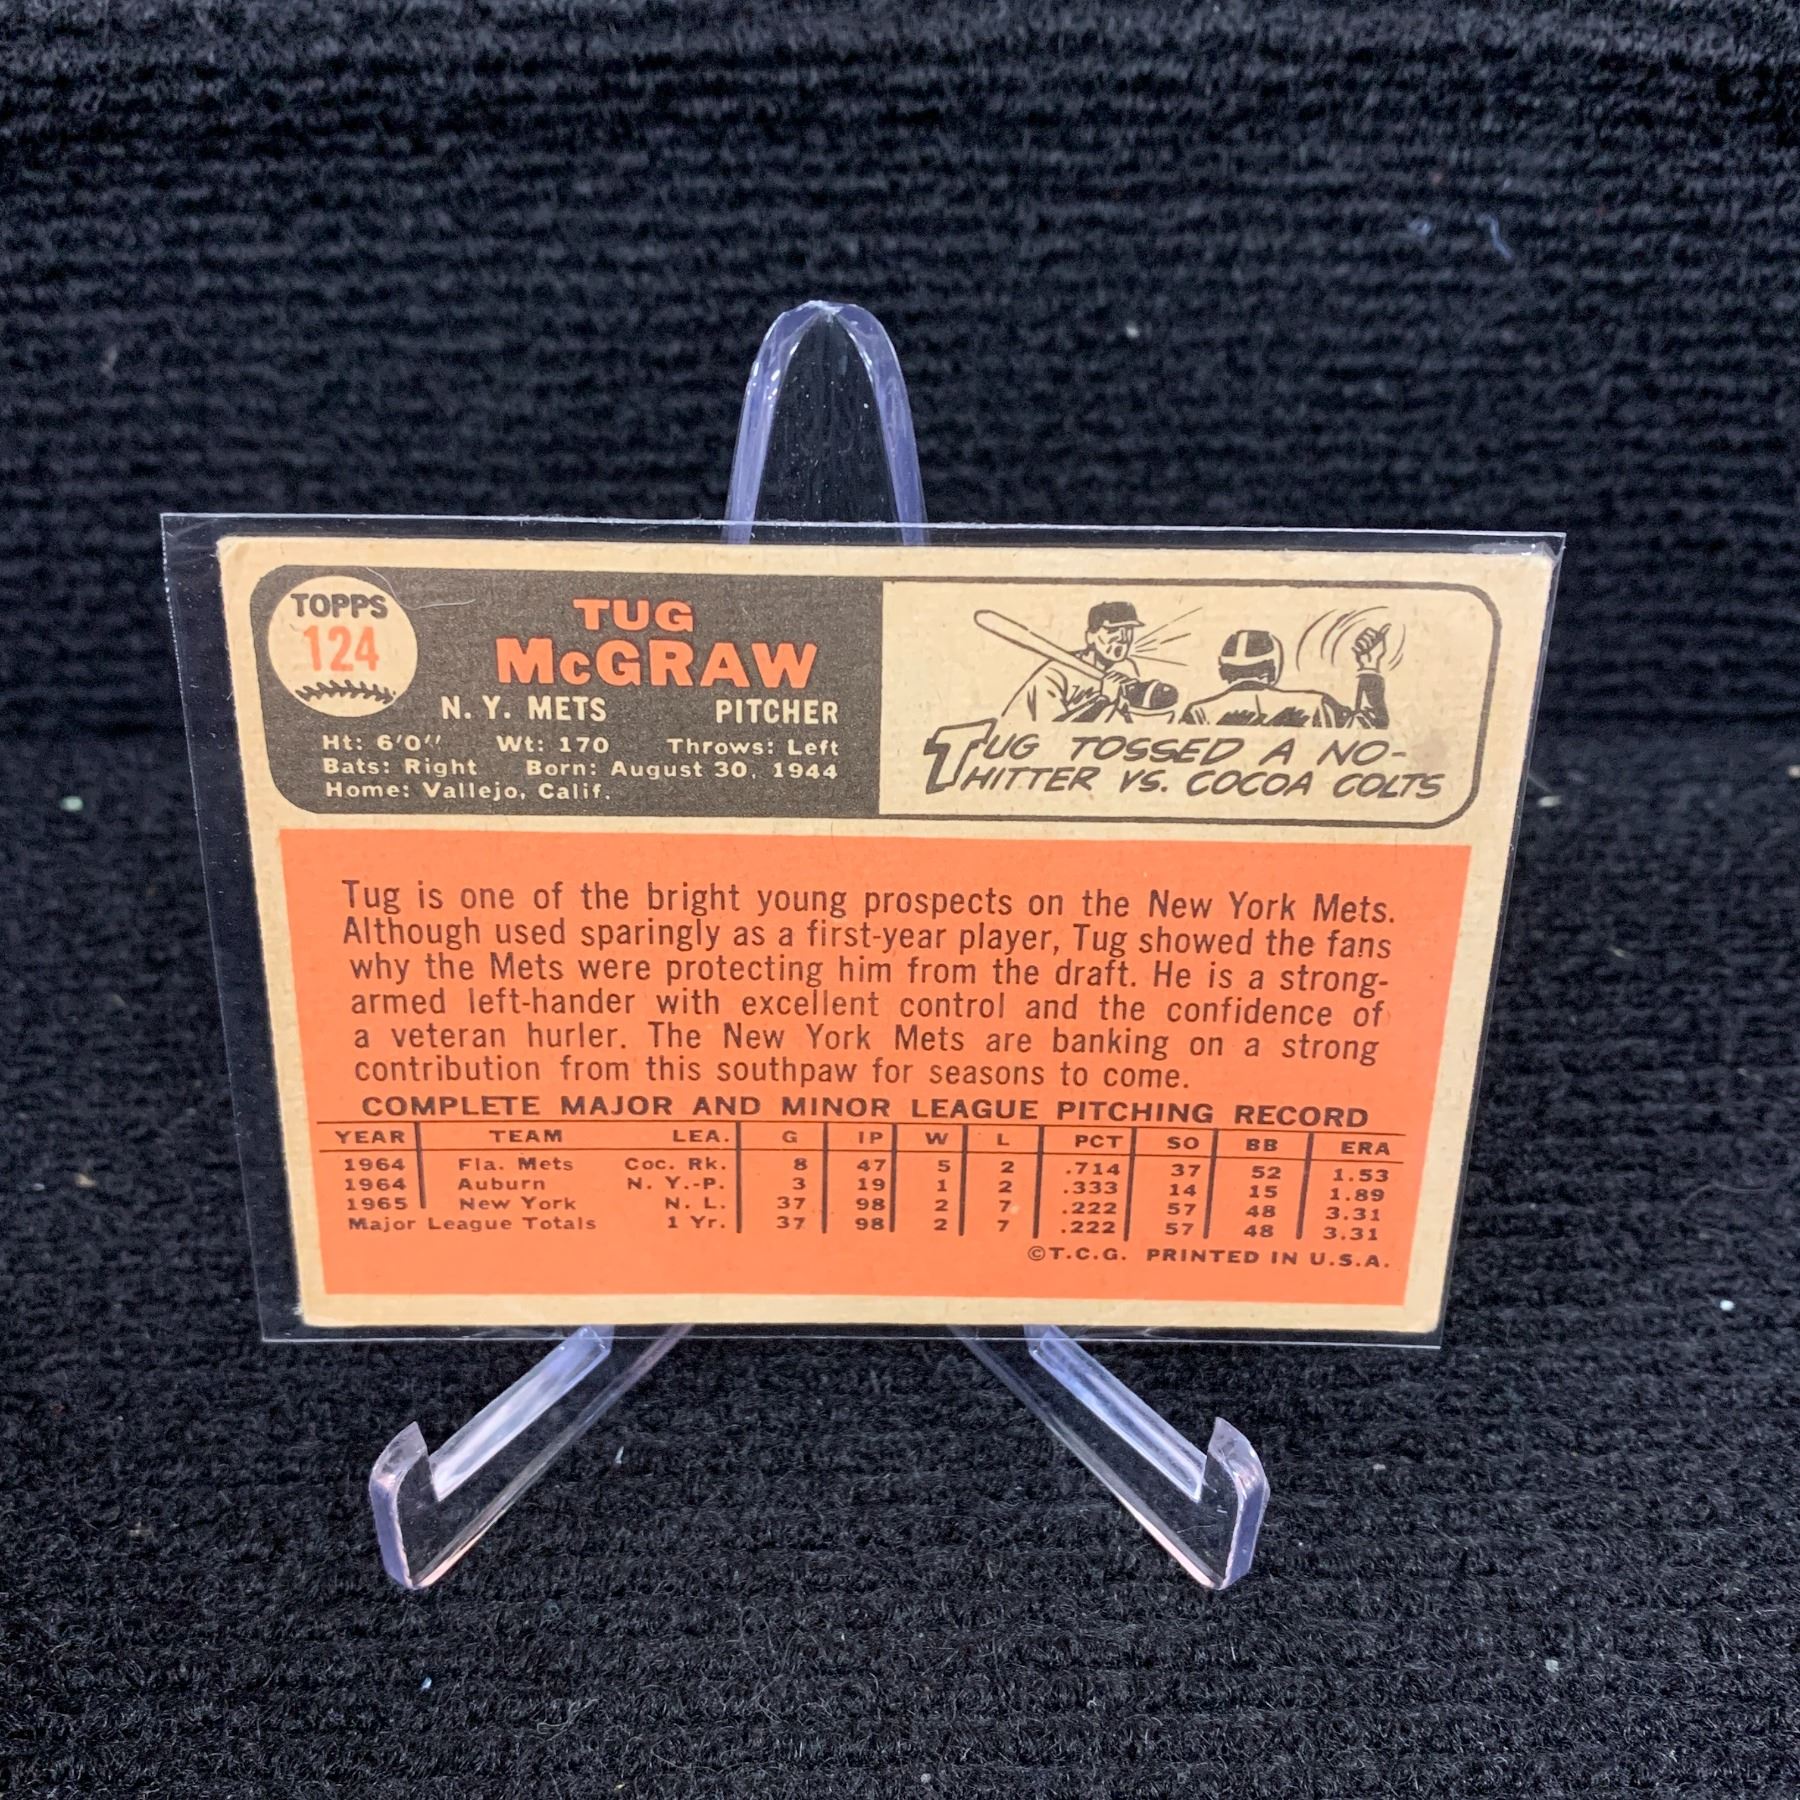 TOPPS
124
TUG
McGRAW
N. Y. METS PITCHER
Ht: 6'0'' Wt: 170 Throws: Left
Bats: Right Born: August 30, 1944
Home: Vallejo, Calif.
TUG TOSSED A NO-
HITTER VS. COCOA COLTS
Tug is one of the bright young prospects on the New York Mets.
Although used sparingly as a first-year player, Tug showed the fans
why the Mets were protecting him from the draft. He is a strong-
armed left-hander with excellent control and the confidence of
a veteran hurler. The New York Mets are banking on a strong
contribution from this southpaw for seasons to come.
COMPLETE MAJOR AND MINOR LEAGUE PITCHING RECORD
YEAR TEAM LEA. G IP W L PCT SO BB ERA
1964 Fla. Mets Coc. Rk. 8 47 5 2 .714 37 52 1.53
1964 Auburn N. Y.-P. 3 19 1 2 .333 14 15 1.89
1965 New York N. L. 37 98 2 7 .222 57 48 3.31
Major League Totals 1 Yr. 37 98 2 7 .222 57 48 3.31
©T.C.G. PRINTED IN U.S.A.